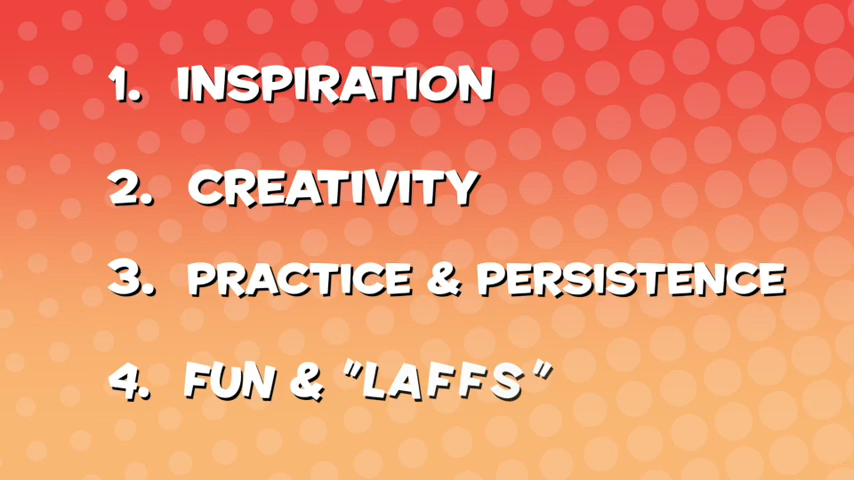 1. INSPIRATION
2. CREATIVITY
3. PRACTICE & PERSISTENCE
4. FUN & "LAFFS"